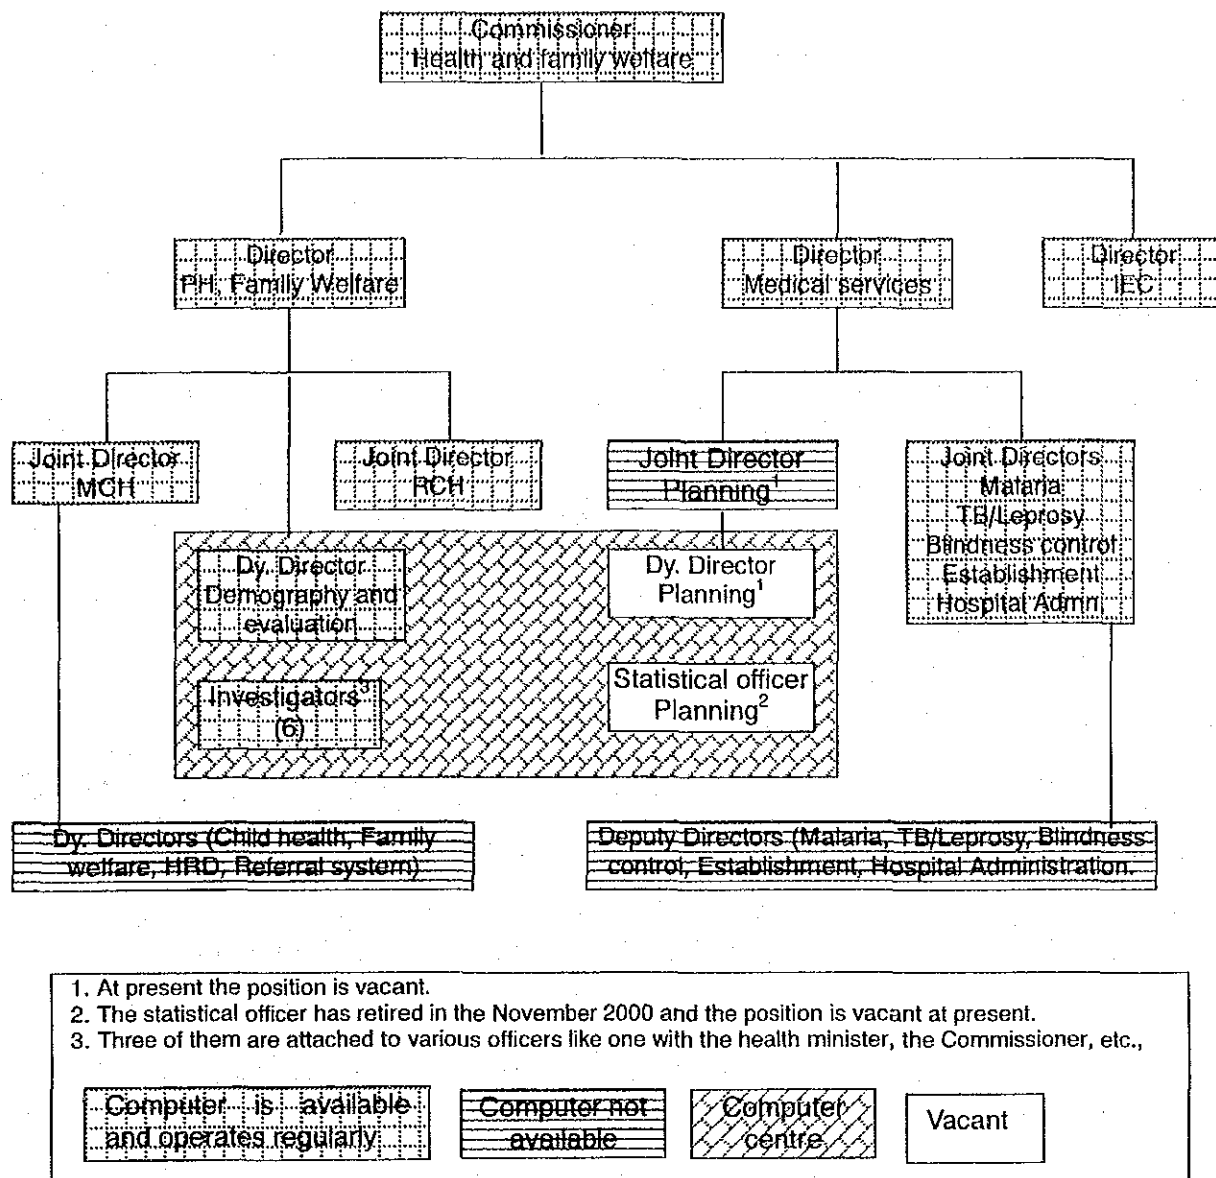 Commissioner
Health and family welfare
Director
PH, Family Welfare
Director
Medical services
Director
IEC
Joint Director
MCH
Joint Director
RCH
Joint Director
Planning1
Joint Directors
Malaria
TB/Leprosy
Blindness control
Establishment
Hospital Admn.
Dy. Director
Demography and
evaluation
Dy. Director
Planning1
Investigators3
(6)
Statistical officer
Planning2
Dy. Directors (Child health, Family
welfare, HRD, Referral system)
Deputy Directors (Malaria, TB/Leprosy, Blindness
control, Establishment, Hospital Administration.
1. At present the position is vacant.
2. The statistical officer has retired in the November 2000 and the position is vacant at present.
3. Three of them are attached to various officers like one with the health minister, the Commissioner, etc.,
Computer is available
and operates regularly
Computer not
available
Computer
centre
Vacant